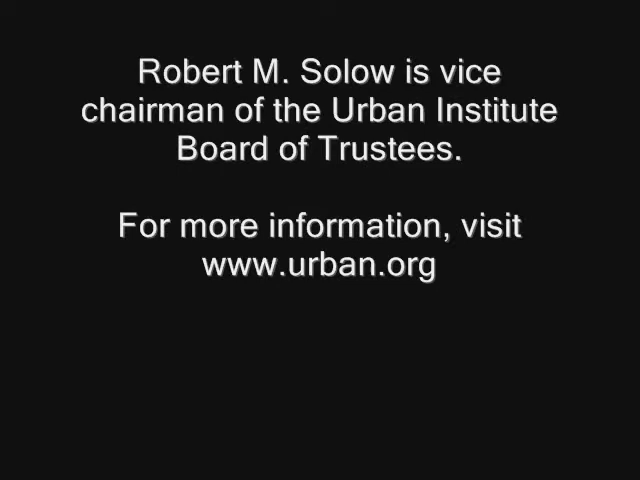 Robert M. Solow is vice
chairman of the Urban Institute
Board of Trustees.
For more information, visit
www.urban.org